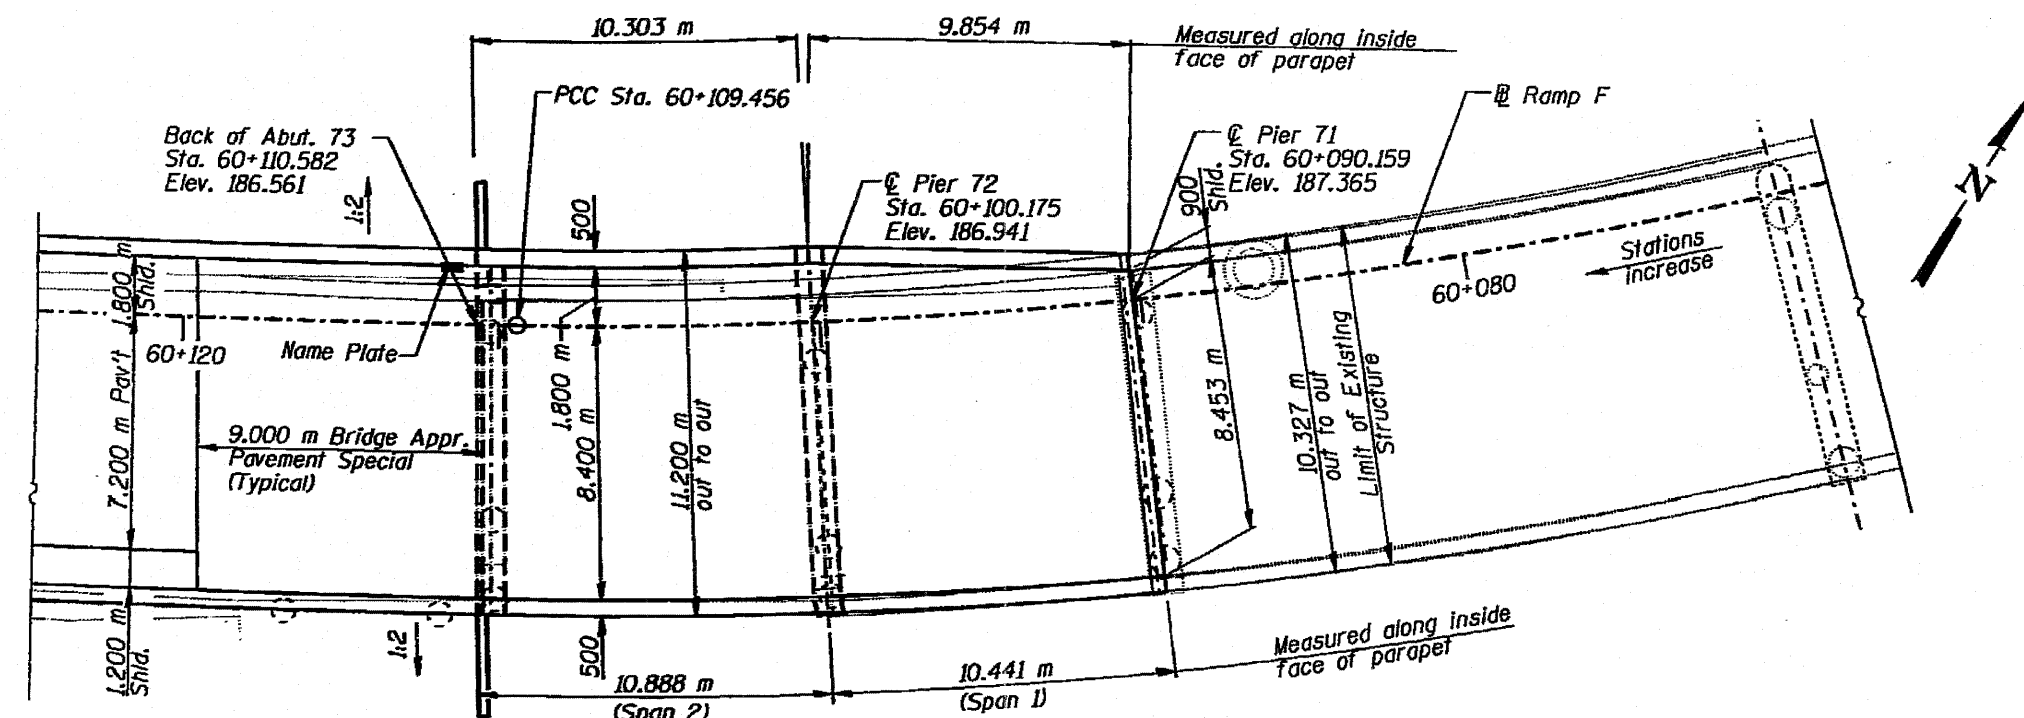 10.303 m
9.854 m
Measured along inside
face of parapet
PCC Sta. 60+109.456
℄ Ramp F
Back of Abut. 73
Sta. 60+110.582
Elev. 186.561
℄ Pier 71
Sta. 60+090.159
Elev. 187.365
900
Shld.
℄ Pier 72
Sta. 60+100.175
Elev. 186.941
1:2
500
N
Stations
increase
60+080
1.800 m
Shld.
60+120
Name Plate
1.800 m
7.200 m Pav't
9.000 m Bridge Appr.
Pavement Special
(Typical)
8.400 m
11.200 m
out to out
8.453 m
10.327 m
out to out
Limit of Existing
Structure
1.200 m
Shld.
1:2
500
10.888 m
(Span 2)
10.441 m
(Span 1)
Measured along inside
face of parapet